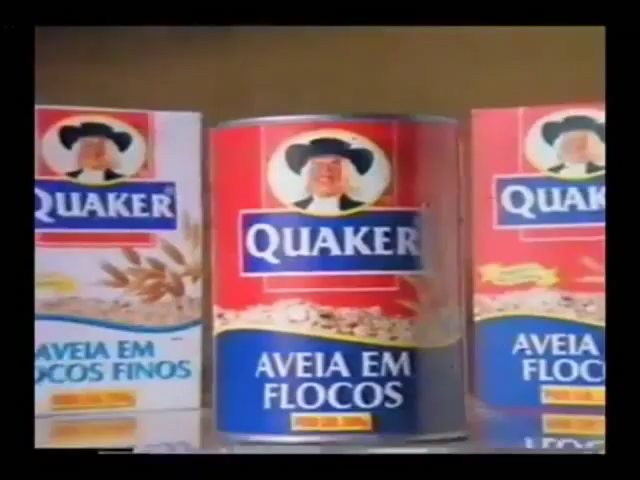 QUAKER
AVEIA EM
OCOS FINOS
QUAKER
AVEIA EM
FLOCOS
QUAK
AVEIA
FLOC